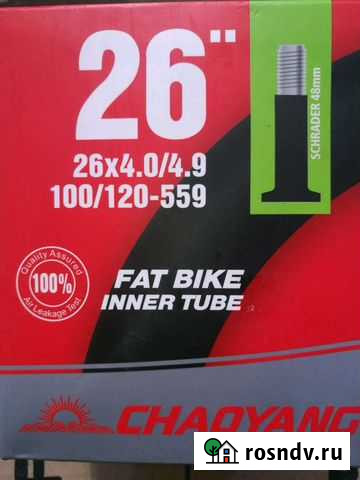 26"
26x4.0/4.9
100/120-559
SCHRADER 48mm
Quality Assured
100%
Air Leakage Test
FAT BIKE
INNER TUBE
CHAOYANG
rosndv.ru